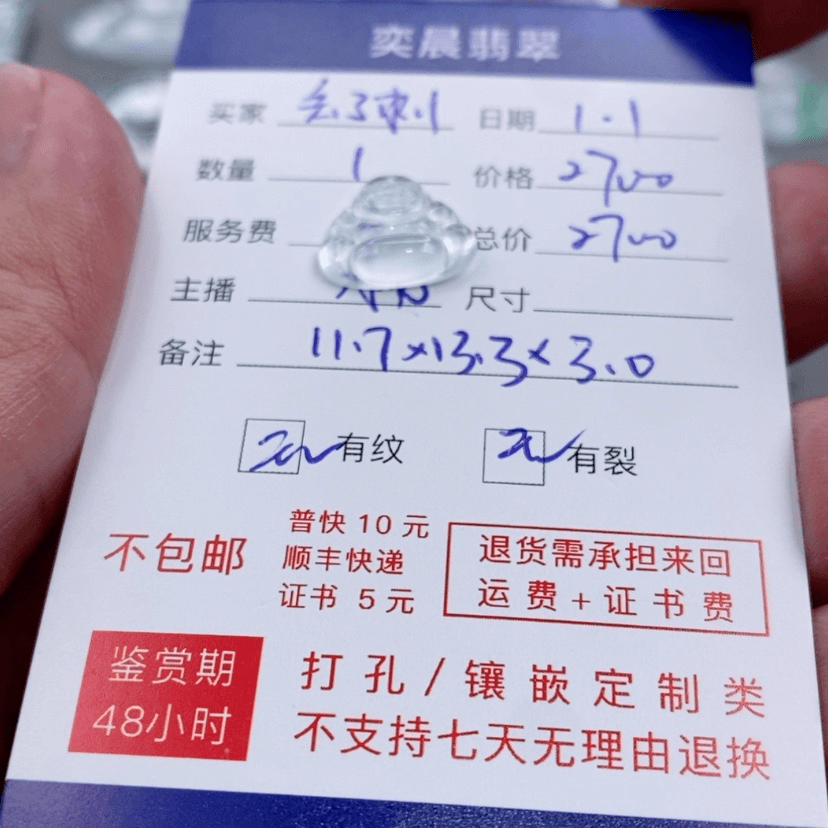 奕晨翡翠
买家 日期 1.1
数量 1 价格 2700
服务费 总价 2700
主播 尺寸
备注 11.7×13.3×3.0
无 有纹 无 有裂
不包邮
普快 10 元
顺丰快递
证书 5 元
退货需承担来回
运费+证书费
鉴赏期
48小时
打孔/镶嵌定制类
不支持七天无理由退换